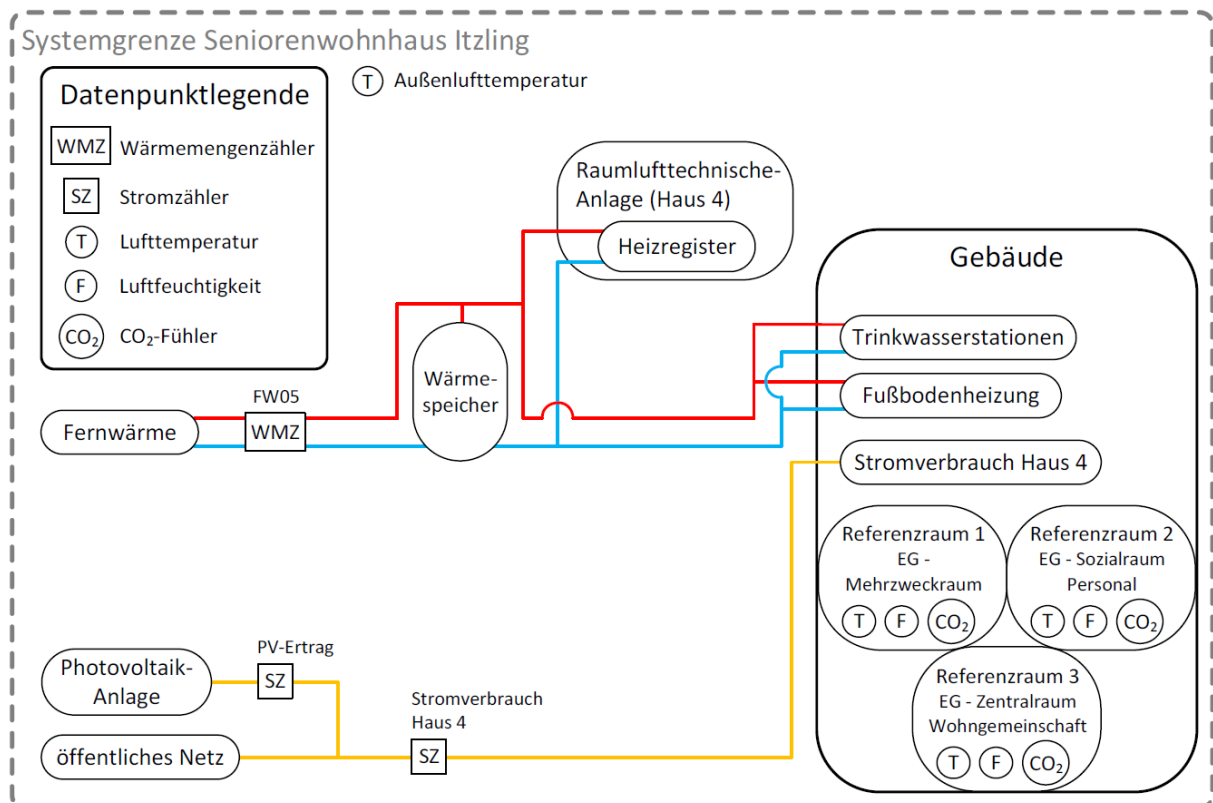 Systemgrenze Seniorenwohnhaus Itzling
Datenpunktlegende
WMZ Wärmemengenzähler
SZ Stromzähler
T Lufttemperatur
F Luftfeuchtigkeit
CO₂ CO₂-Fühler
T Außenlufttemperatur
Raumlufttechnische-
Anlage (Haus 4)
Heizregister
Wärme-
speicher
FW05
WMZ
Fernwärme
Gebäude
Trinkwasserstationen
Fußbodenheizung
Stromverbrauch Haus 4
Referenzraum 1
EG -
Mehrzweckraum
T F CO₂
Referenzraum 2
EG - Sozialraum
Personal
T F CO₂
Referenzraum 3
EG - Zentralraum
Wohngemeinschaft
T F CO₂
Photovoltaik-
Anlage
PV-Ertrag
SZ
öffentliches Netz
Stromverbrauch
Haus 4
SZ